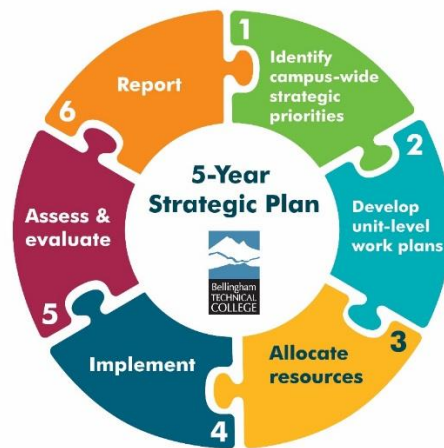 5-Year
Strategic Plan
Bellingham
TECHNICAL
COLLEGE
1
Identify
campus-wide
strategic
priorities
2
Develop
unit-level
work plans
3
Allocate
resources
4
Implement
5
Assess &
evaluate
6
Report